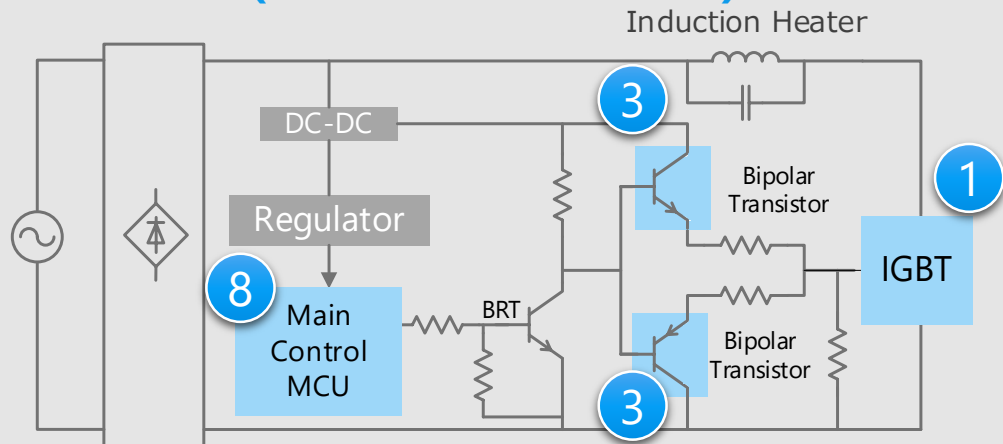 Induction Heater
3
DC-DC
Bipolar
Transistor
1
Regulator
IGBT
8
Main
Control
MCU
BRT
Bipolar
Transistor
3